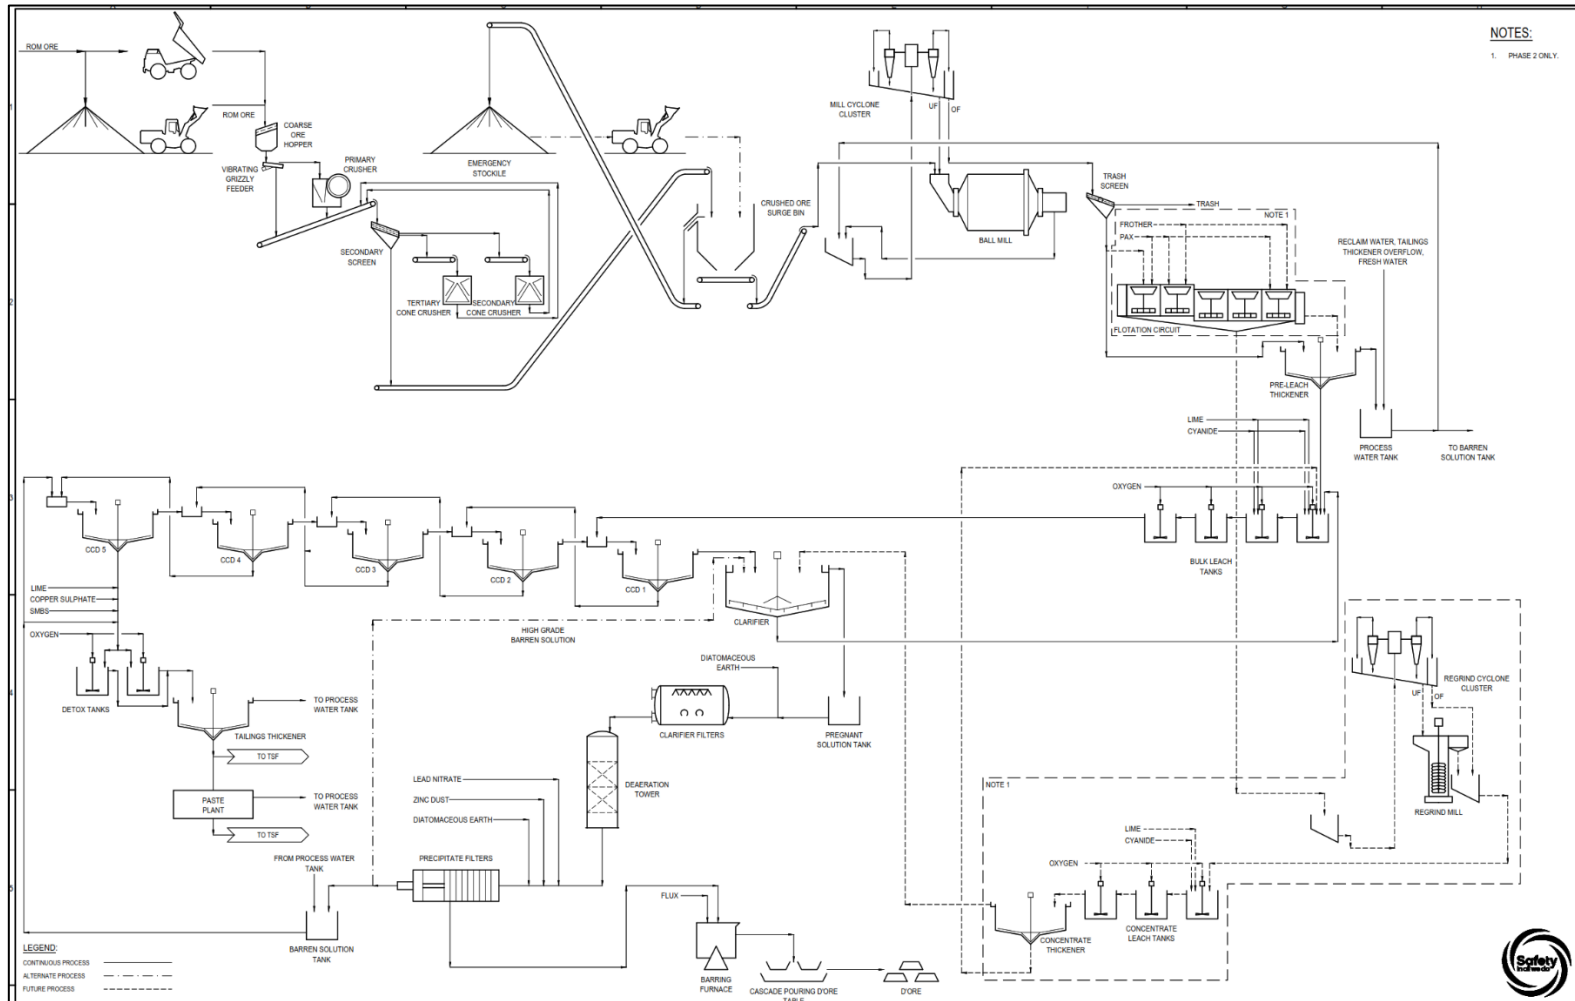 NOTES:
1. PHASE 2 ONLY.
ROM ORE
ROM ORE
COARSE
ORE
HOPPER
VIBRATING
GRIZZLY
FEEDER
PRIMARY
CRUSHER
SECONDARY
SCREEN
TERTIARY
CONE CRUSHER
SECONDARY
CONE CRUSHER
EMERGENCY
STOCKILE
CRUSHED ORE
SURGE BIN
MILL CYCLONE
CLUSTER
UF
OF
BALL MILL
TRASH
SCREEN
TRASH
NOTE 1
FROTHER
PAX
FLOTATION CIRCUIT
RECLAIM WATER, TAILINGS
THICKENER OVERFLOW,
FRESH WATER
PRE-LEACH
THICKENER
LIME
CYANIDE
PROCESS
WATER TANK
TO BARREN
SOLUTION TANK
OXYGEN
BULK LEACH
TANKS
CCD 5
CCD 4
CCD 3
CCD 2
CCD 1
CLARIFIER
LIME
COPPER SULPHATE
SMBS
OXYGEN
DETOX TANKS
HIGH GRADE
BARREN SOLUTION
DIATOMACEOUS
EARTH
TO PROCESS
WATER TANK
TAILINGS THICKENER
TO TSF
CLARIFIER FILTERS
PREGNANT
SOLUTION TANK
REGRIND CYCLONE
CLUSTER
UF
OF
REGRIND MILL
PASTE
PLANT
TO PROCESS
WATER TANK
TO TSF
LEAD NITRATE
ZINC DUST
DIATOMACEOUS EARTH
DEAERATION
TOWER
NOTE 1
LIME
CYANIDE
OXYGEN
FROM PROCESS WATER
TANK
PRECIPITATE FILTERS
FLUX
BARREN SOLUTION
TANK
BARRING
FURNACE
CASCADE POURING D'ORE
TABLE
D'ORE
CONCENTRATE
THICKENER
CONCENTRATE
LEACH TANKS
LEGEND:
CONTINUOUS PROCESS
ALTERNATE PROCESS
FUTURE PROCESS
Safety
in all we do